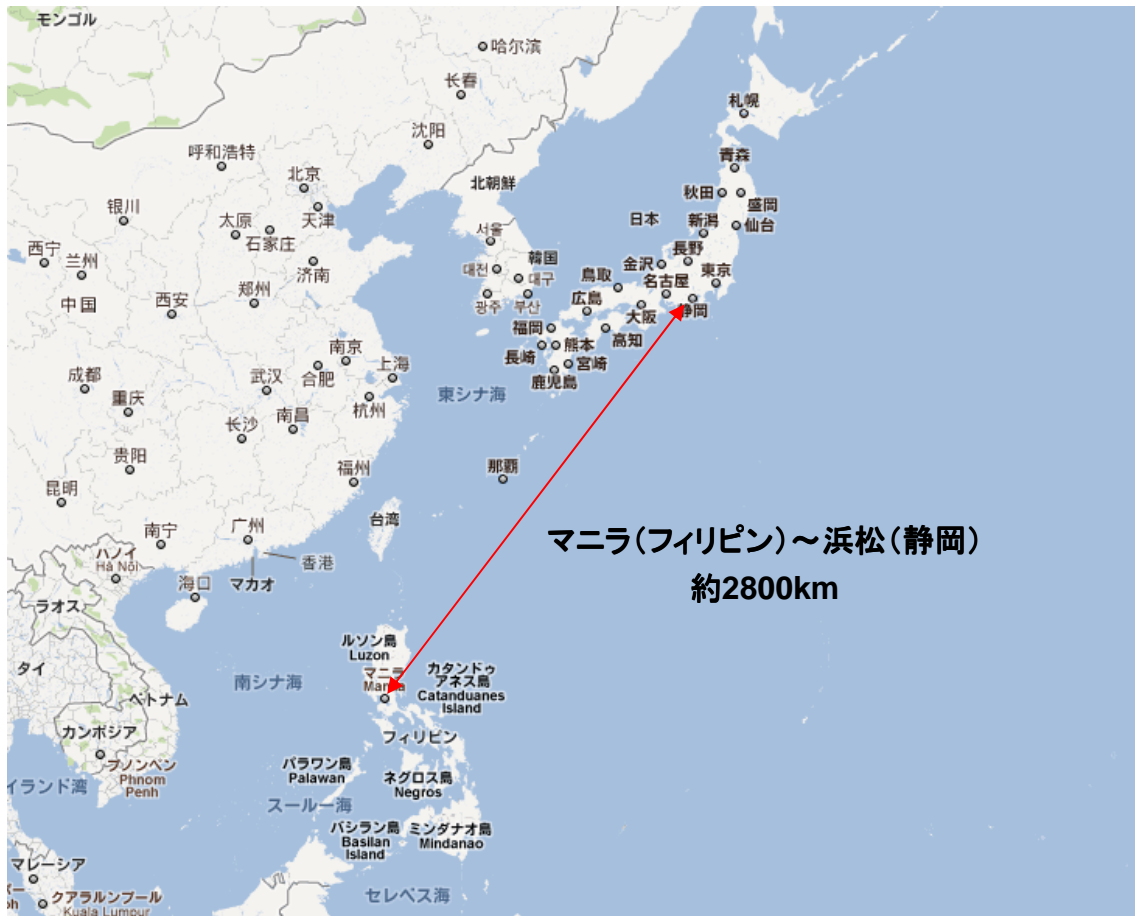 モンゴル
哈尔滨
长春
札幌
沈阳
青森
呼和浩特
北京
北朝鮮
秋田
盛岡
银川
天津
日本
新潟
仙台
太原
石家庄
서울
西宁
兰州
济南
대전
韓国
대구
金沢
長野
東京
鳥取
名古屋
中国
西安
郑州
광주
부산
広島
大阪
静岡
福岡
高知
南京
長崎
熊本
宮崎
成都
武汉
合肥
上海
鹿児島
重庆
杭州
東シナ海
长沙
南昌
贵阳
福州
那覇
昆明
台湾
南宁
广州
マニラ(フィリピン)～浜松(静岡)
ハノイ
Hà Nội
香港
海口
マカオ
約2800km
ラオス
ルソン島
Luzon
タイ
マニラ
Manila
カタンドゥ
アネス島
Catanduanes
Island
南シナ海
ベトナム
カンボジア
フィリピン
プノンペン
Phnom
Penh
パラワン島
Palawan
ネグロス島
Negros
イランド湾
スールー海
バシラン島
Basilan
Island
ミンダナオ島
Mindanao
マレーシア
セレベス海
クアラルンプール
Kuala Lumpur